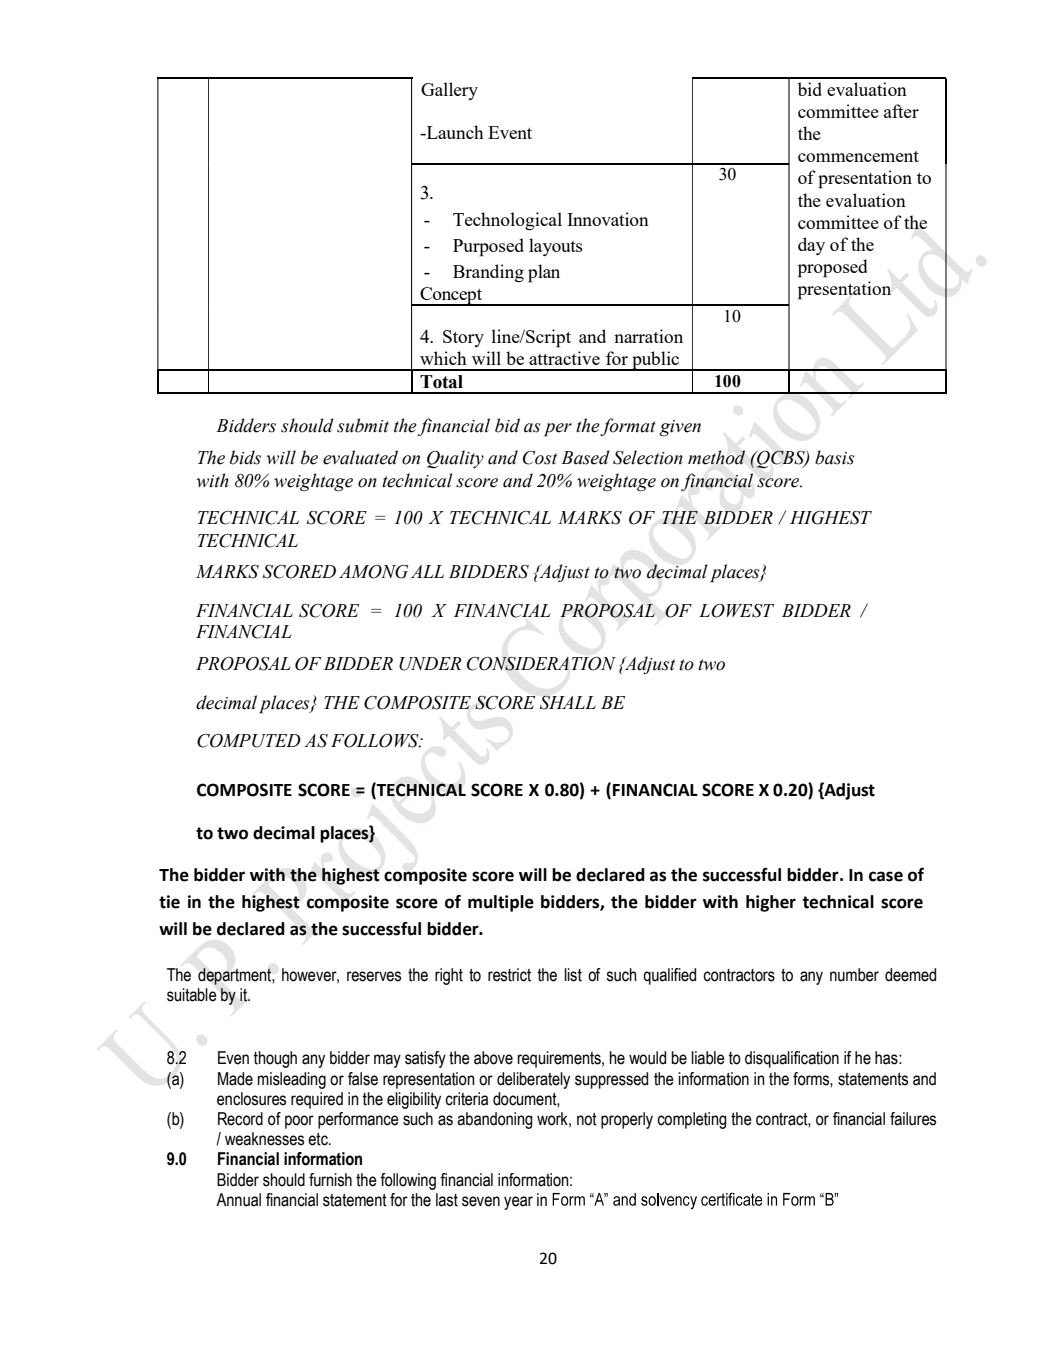 Gallery
-Launch Event
bid evaluation
committee after
the
commencement
of presentation to
the evaluation
committee of the
day of the
proposed
presentation
30
3.
- Technological Innovation
- Purposed layouts
- Branding plan
Concept
10
4. Story line/Script and narration
which will be attractive for public
Total 100
Bidders should submit the financial bid as per the format given
The bids will be evaluated on Quality and Cost Based Selection method (QCBS) basis
with 80% weightage on technical score and 20% weightage on financial score.
TECHNICAL SCORE = 100 X TECHNICAL MARKS OF THE BIDDER / HIGHEST
TECHNICAL
MARKS SCORED AMONG ALL BIDDERS {Adjust to two decimal places}
FINANCIAL SCORE = 100 X FINANCIAL PROPOSAL OF LOWEST BIDDER /
FINANCIAL
PROPOSAL OF BIDDER UNDER CONSIDERATION {Adjust to two
decimal places} THE COMPOSITE SCORE SHALL BE
COMPUTED AS FOLLOWS:
COMPOSITE SCORE = (TECHNICAL SCORE X 0.80) + (FINANCIAL SCORE X 0.20) {Adjust
to two decimal places}
The bidder with the highest composite score will be declared as the successful bidder. In case of
tie in the highest composite score of multiple bidders, the bidder with higher technical score
will be declared as the successful bidder.
The department, however, reserves the right to restrict the list of such qualified contractors to any number deemed
suitable by it.
8.2 Even though any bidder may satisfy the above requirements, he would be liable to disqualification if he has:
(a) Made misleading or false representation or deliberately suppressed the information in the forms, statements and
enclosures required in the eligibility criteria document,
(b) Record of poor performance such as abandoning work, not properly completing the contract, or financial failures
/ weaknesses etc.
9.0 Financial information
Bidder should furnish the following financial information:
Annual financial statement for the last seven year in Form “A” and solvency certificate in Form “B”
20
U. P. Projects Corporation Ltd.